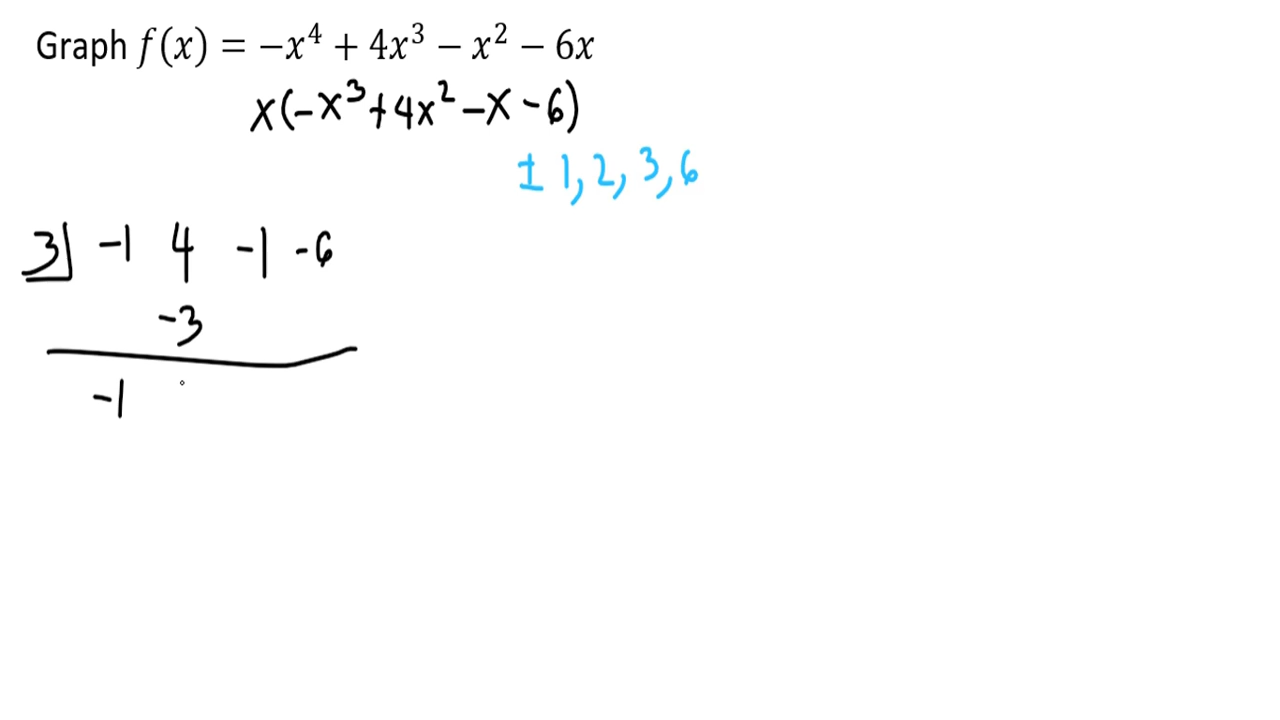 Graph f(x) = −x⁴ + 4x³ − x² − 6x
x(-x³+4x²-x-6)
± 1, 2, 3, 6
3| -1 4 -1 -6
-3
-1